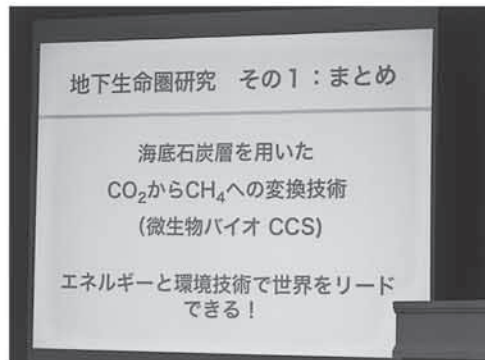 地下生命圏研究　その1：まとめ
海底石炭層を用いた
CO₂からCH₄への変換技術
(微生物バイオ CCS)
エネルギーと環境技術で世界をリード
できる！